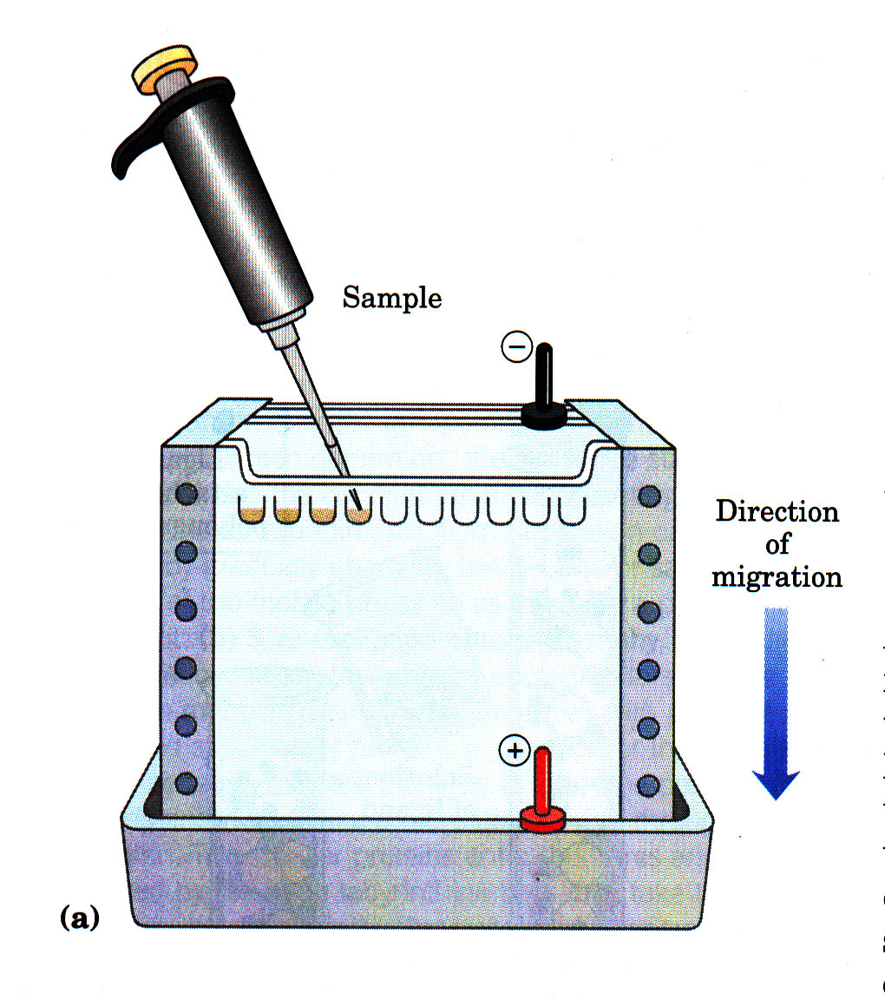 Sample
−
Direction
of
migration
+
(a)